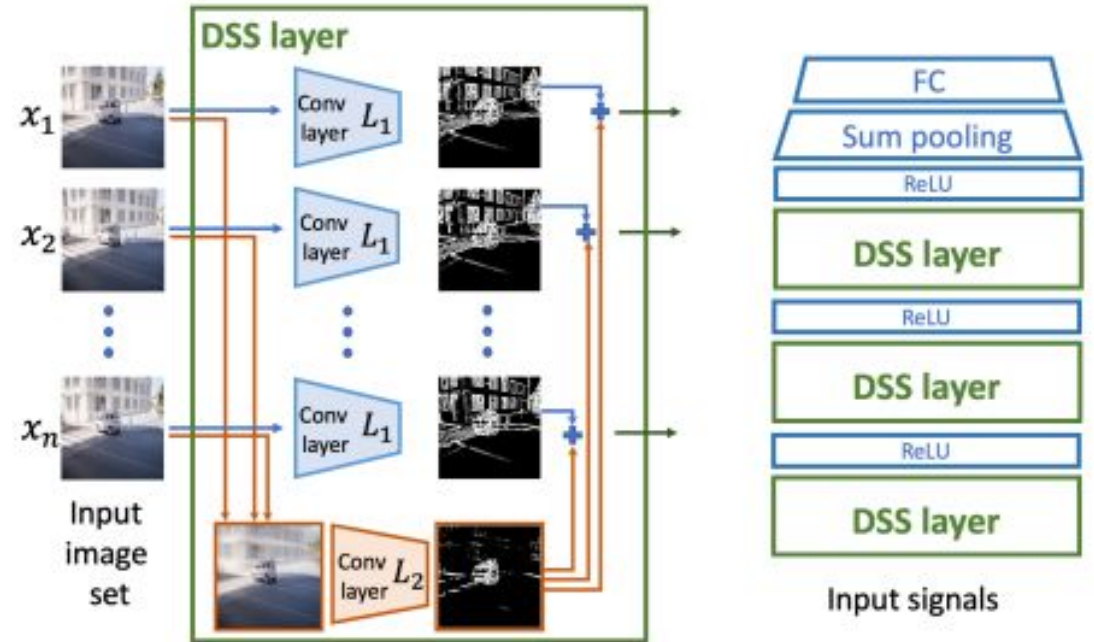 DSS layer
x₁
Conv
layer L₁
x₂
Conv
layer L₁
xₙ
Conv
layer L₁
Input
image
set
Conv
layer L₂
FC
Sum pooling
ReLU
DSS layer
ReLU
DSS layer
ReLU
DSS layer
Input signals